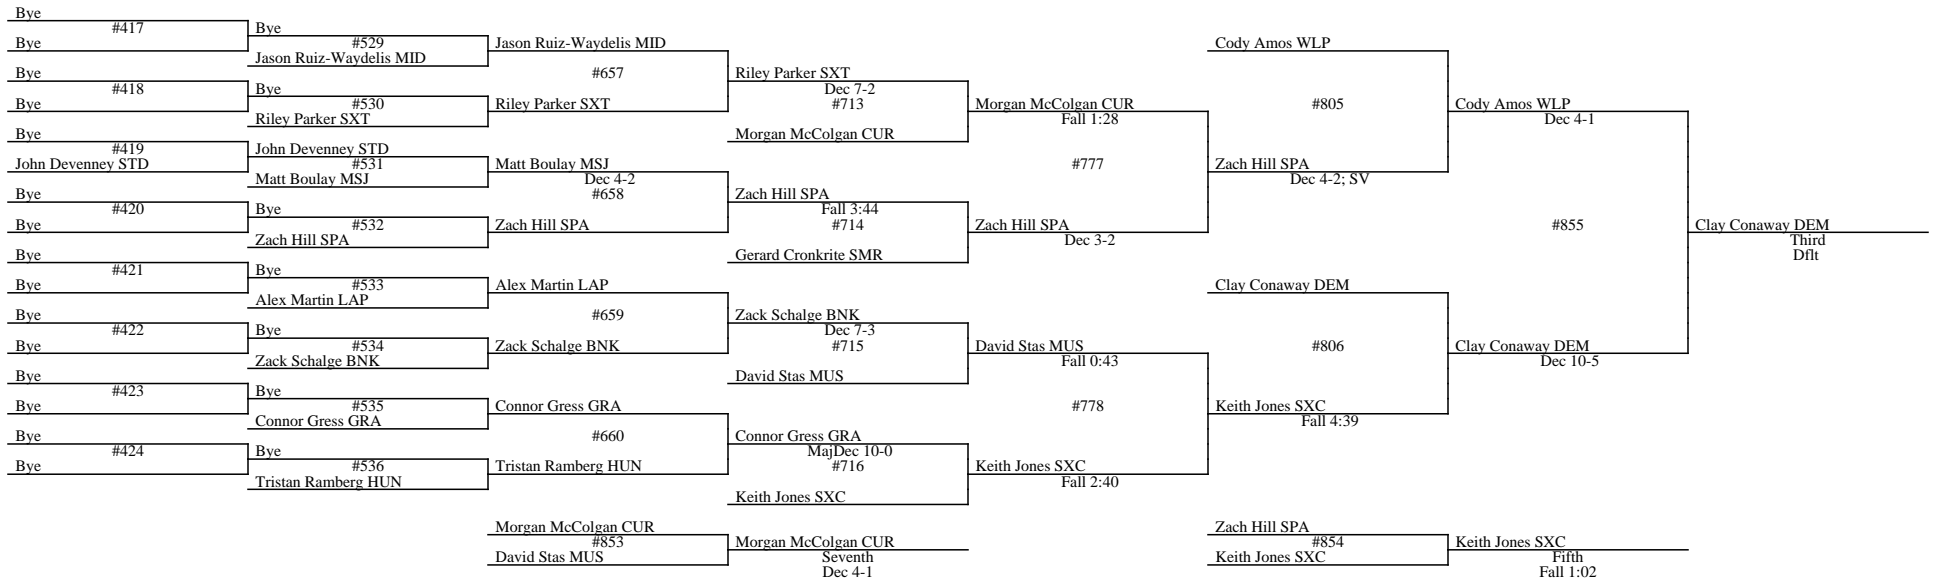 Bye
#417
Bye
Bye
#418
Bye
Bye
#419
John Devenney STD
Bye
#420
Bye
Bye
#421
Bye
Bye
#422
Bye
Bye
#423
Bye
Bye
#424
Bye
Bye
#529
Jason Ruiz-Waydelis MID
Bye
#530
Riley Parker SXT
John Devenney STD
#531
Matt Boulay MSJ
Bye
#532
Zach Hill SPA
Bye
#533
Alex Martin LAP
Bye
#534
Zack Schalge BNK
Bye
#535
Connor Gress GRA
Bye
#536
Tristan Ramberg HUN
Jason Ruiz-Waydelis MID
#657
Riley Parker SXT
Matt Boulay MSJ
Dec 4-2
#658
Zach Hill SPA
Alex Martin LAP
#659
Zack Schalge BNK
Connor Gress GRA
#660
Tristan Ramberg HUN
Riley Parker SXT
Dec 7-2
#713
Morgan McColgan CUR
Zach Hill SPA
Fall 3:44
#714
Gerard Cronkrite SMR
Zack Schalge BNK
Dec 7-3
#715
David Stas MUS
Connor Gress GRA
MajDec 10-0
#716
Keith Jones SXC
Morgan McColgan CUR
Fall 1:28
#777
Zach Hill SPA
Dec 3-2
David Stas MUS
Fall 0:43
#778
Keith Jones SXC
Fall 2:40
Cody Amos WLP
#805
Zach Hill SPA
Dec 4-2; SV
Clay Conaway DEM
#806
Keith Jones SXC
Fall 4:39
Cody Amos WLP
Dec 4-1
#855
Clay Conaway DEM
Dec 10-5
Clay Conaway DEM
Third
Dflt
Morgan McColgan CUR
#853
David Stas MUS
Morgan McColgan CUR
Seventh
Dec 4-1
Zach Hill SPA
#854
Keith Jones SXC
Keith Jones SXC
Fifth
Fall 1:02